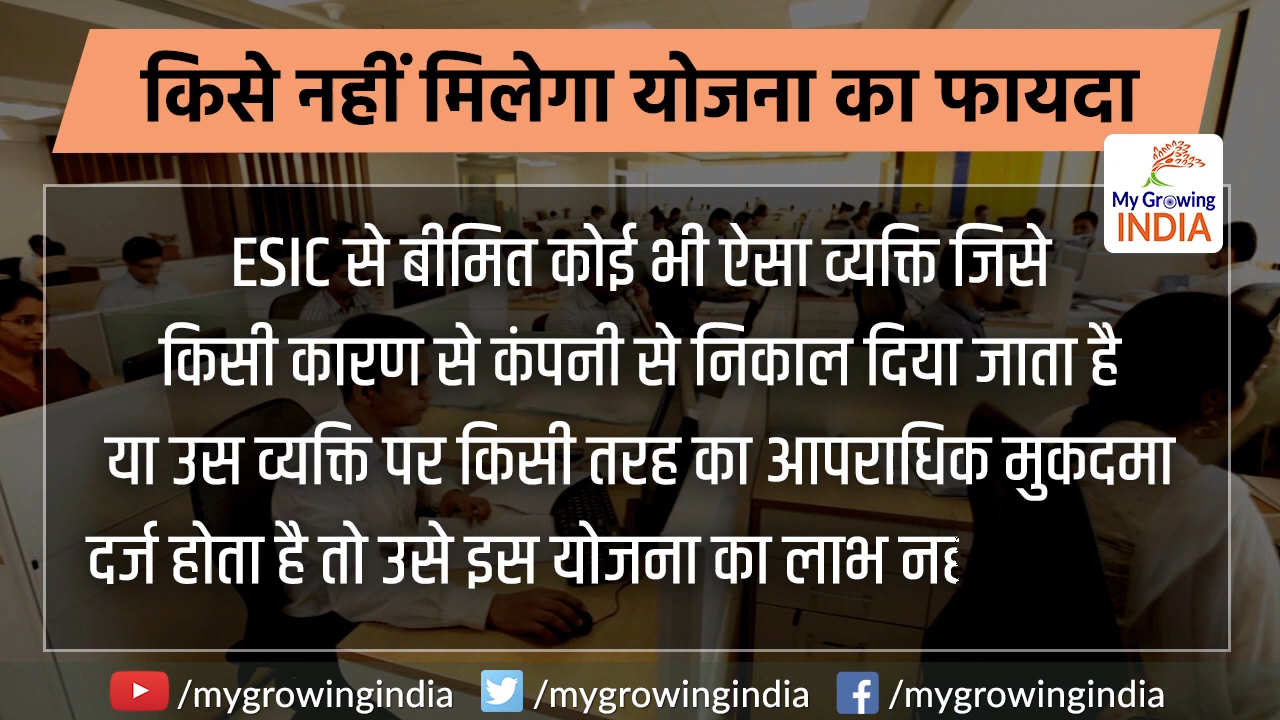 किसे नहीं मिलेगा योजना का फायदा
My Growing
INDIA
ESIC से बीमित कोई भी ऐसा व्यक्ति जिसे
किसी कारण से कंपनी से निकाल दिया जाता है
या उस व्यक्ति पर किसी तरह का आपराधिक मुकदमा
दर्ज होता है तो उसे इस योजना का लाभ
/mygrowingindia /mygrowingindia /mygrowingindia